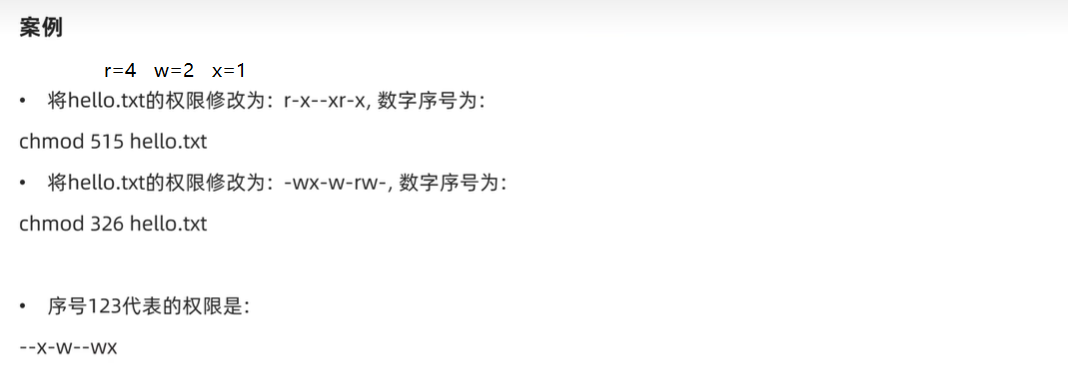 案例
r=4 w=2 x=1
• 将hello.txt的权限修改为：r-x--xr-x, 数字序号为：
chmod 515 hello.txt
• 将hello.txt的权限修改为：-wx-w-rw-, 数字序号为：
chmod 326 hello.txt
• 序号123代表的权限是：
--x-w--wx